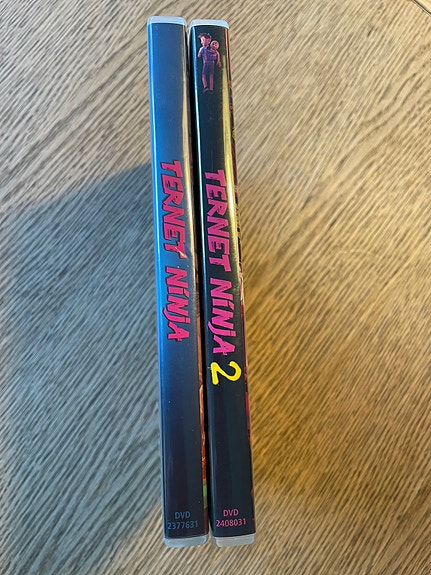 TERNET NINJA
DVD
2377631
TERNET NINJA 2
DVD
2408031